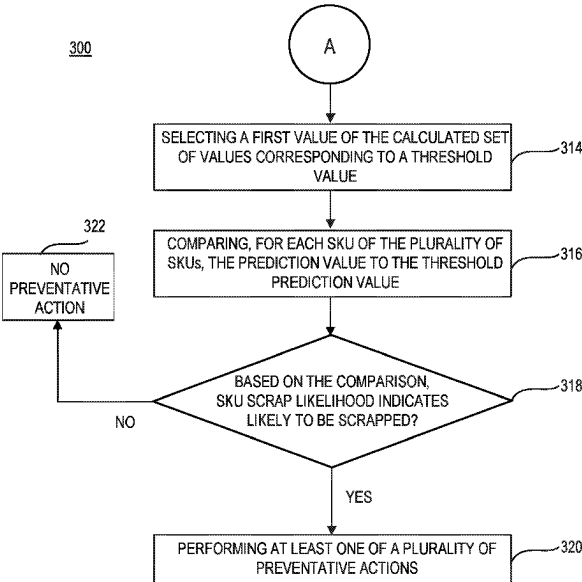 300
A
SELECTING A FIRST VALUE OF THE CALCULATED SET
OF VALUES CORRESPONDING TO A THRESHOLD
VALUE
314
322
NO
PREVENTATIVE
ACTION
COMPARING, FOR EACH SKU OF THE PLURALITY OF
SKUs, THE PREDICTION VALUE TO THE THRESHOLD
PREDICTION VALUE
316
BASED ON THE COMPARISON,
SKU SCRAP LIKELIHOOD INDICATES
LIKELY TO BE SCRAPPED?
318
NO
YES
PERFORMING AT LEAST ONE OF A PLURALITY OF
PREVENTATIVE ACTIONS
320